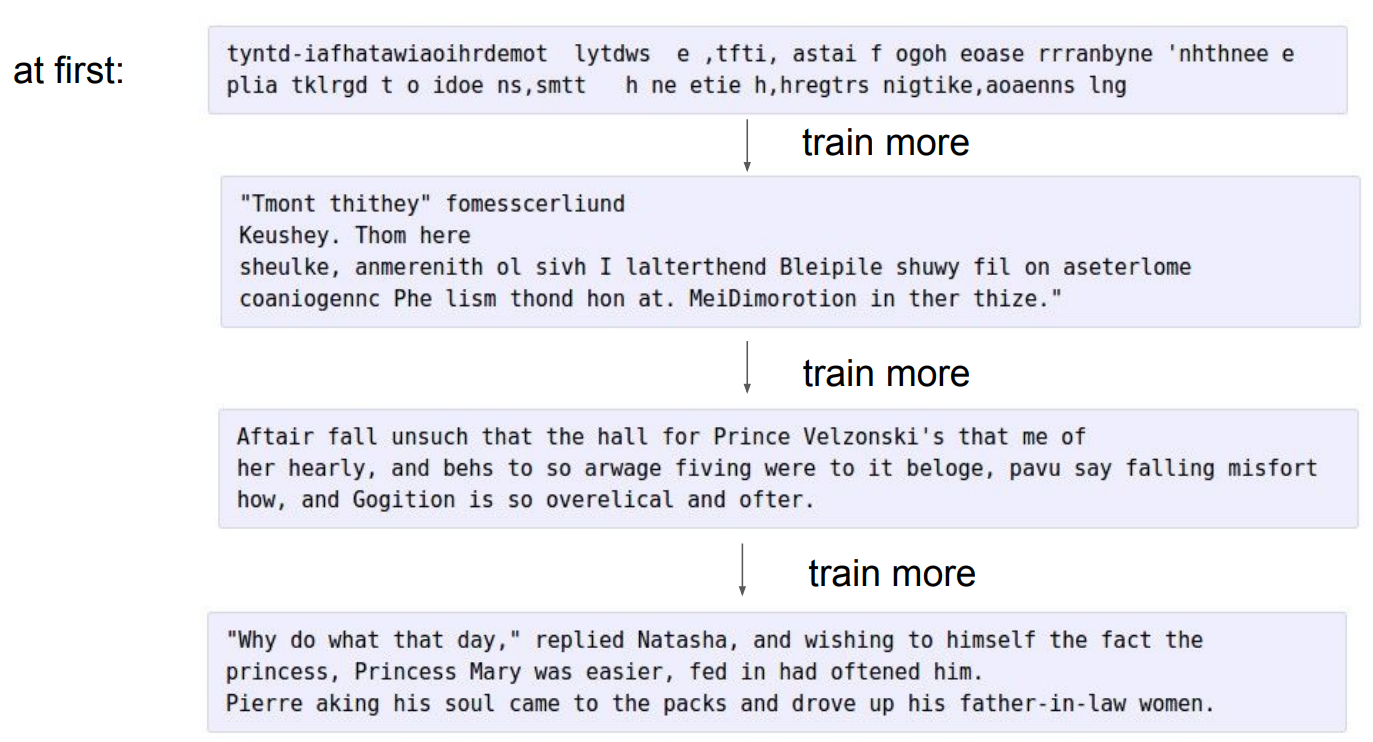 at first:
tyntd-iafhatawiaoihrdemot  lytdws  e ,tfti, astai f ogoh eoase rrranbyne 'nhthnee e
plia tklrgd t o idoe ns,smtt   h ne etie h,hregtrs nigtike,aoaenns lng
train more
"Tmont thithey" fomesscerliund
Keushey. Thom here
sheulke, anmerenith ol sivh I lalterthend Bleipile shuwy fil on aseterlome
coaniogennc Phe lism thond hon at. MeiDimorotion in ther thize."
train more
Aftair fall unsuch that the hall for Prince Velzonski's that me of
her hearly, and behs to so arwage fiving were to it beloge, pavu say falling misfort
how, and Gogition is so overelical and ofter.
train more
"Why do what that day," replied Natasha, and wishing to himself the fact the
princess, Princess Mary was easier, fed in had oftened him.
Pierre aking his soul came to the packs and drove up his father-in-law women.